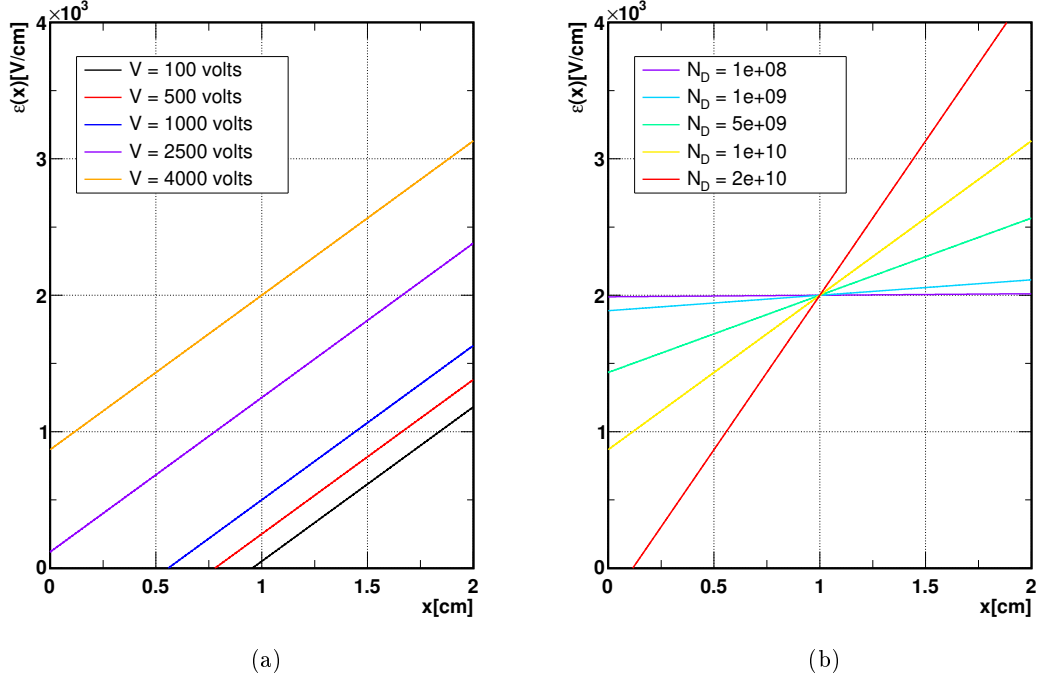 ×10³
4
3
2
1
0
ε(x)[V/cm]
V = 100 volts
V = 500 volts
V = 1000 volts
V = 2500 volts
V = 4000 volts
0 0.5 1 1.5 2
x[cm]
(a)
×10³
4
3
2
1
0
ε(x)[V/cm]
N_D = 1e+08
N_D = 1e+09
N_D = 5e+09
N_D = 1e+10
N_D = 2e+10
0 0.5 1 1.5 2
x[cm]
(b)